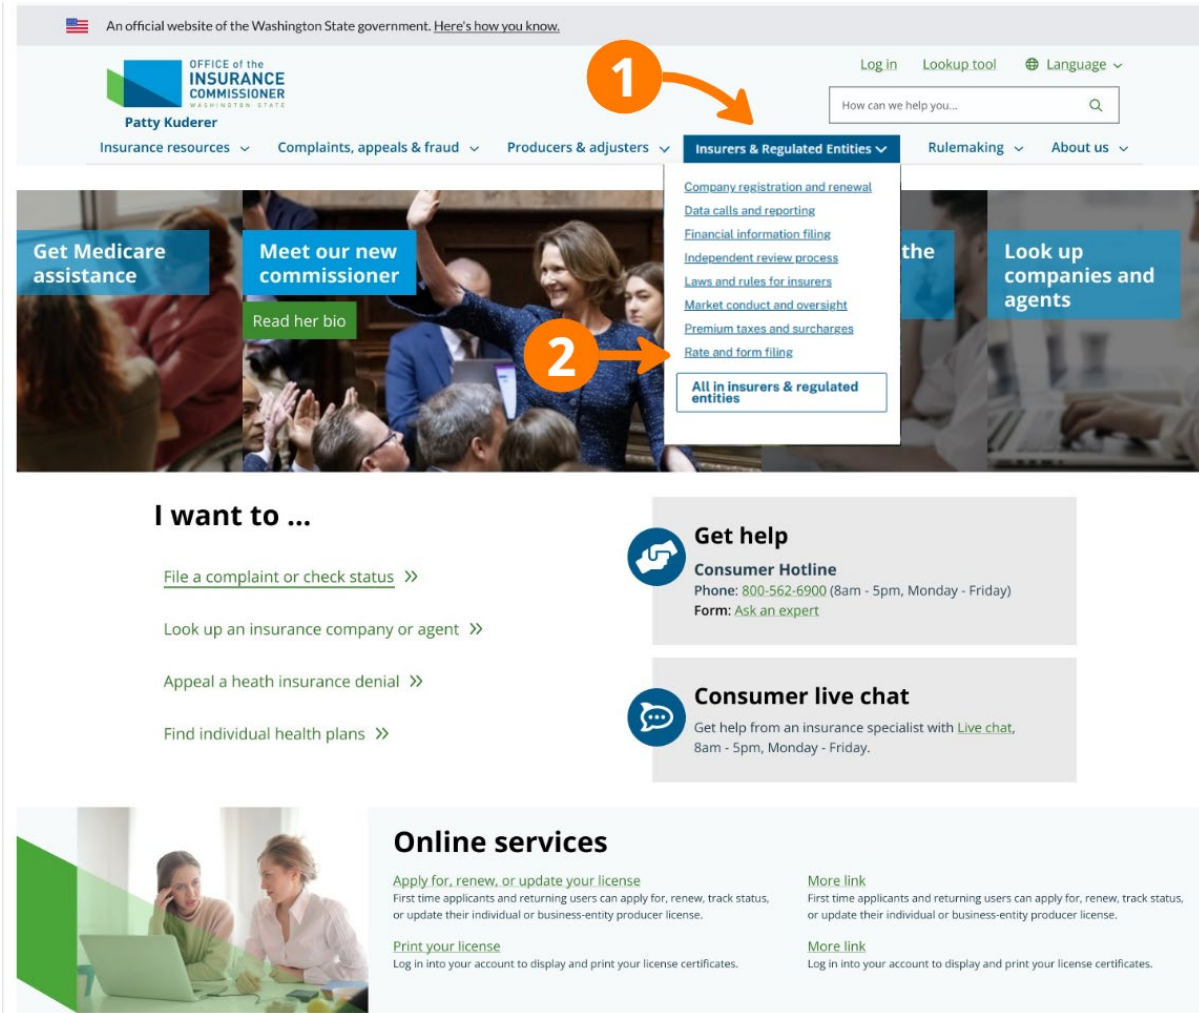 An official website of the Washington State government. Here's how you know.
OFFICE of the
INSURANCE
COMMISSIONER
WASHINGTON STATE
Patty Kuderer
1
Log in Lookup tool Language
How can we help you...
Insurance resources Complaints, appeals & fraud Producers & adjusters Insurers & Regulated Entities Rulemaking About us
Company registration and renewal
Data calls and reporting
Financial information filing
Independent review process
Laws and rules for insurers
Market conduct and oversight
Premium taxes and surcharges
Rate and form filing
All in insurers & regulated
entities
2
Get Medicare
assistance
Meet our new
commissioner
Read her bio
the
Look up
companies and
agents
I want to ...
File a complaint or check status
Look up an insurance company or agent
Appeal a heath insurance denial
Find individual health plans
Get help
Consumer Hotline
Phone: 800-562-6900 (8am - 5pm, Monday - Friday)
Form: Ask an expert
Consumer live chat
Get help from an insurance specialist with Live chat,
8am - 5pm, Monday - Friday.
Online services
Apply for, renew, or update your license
First time applicants and returning users can apply for, renew, track status,
or update their individual or business-entity producer license.
Print your license
Log in into your account to display and print your license certificates.
More link
First time applicants and returning users can apply for, renew, track status,
or update their individual or business-entity producer license.
More link
Log in into your account to display and print your license certificates.